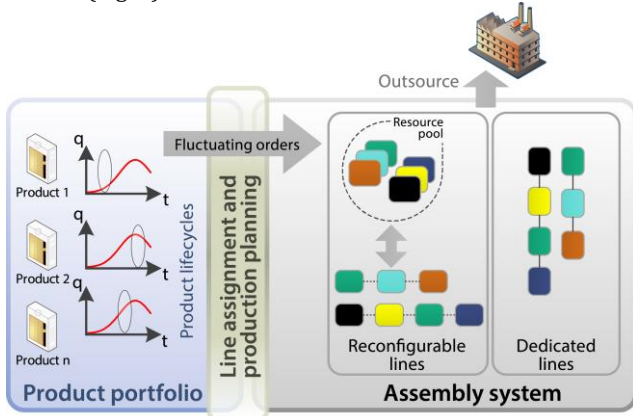 Outsource
q
t
Product 1
q
t
Product 2
q
t
Product n
Product lifecycles
Product portfolio
Line assignment and
production planning
Fluctuating orders
Resource
pool
Reconfigurable
lines
Dedicated
lines
Assembly system